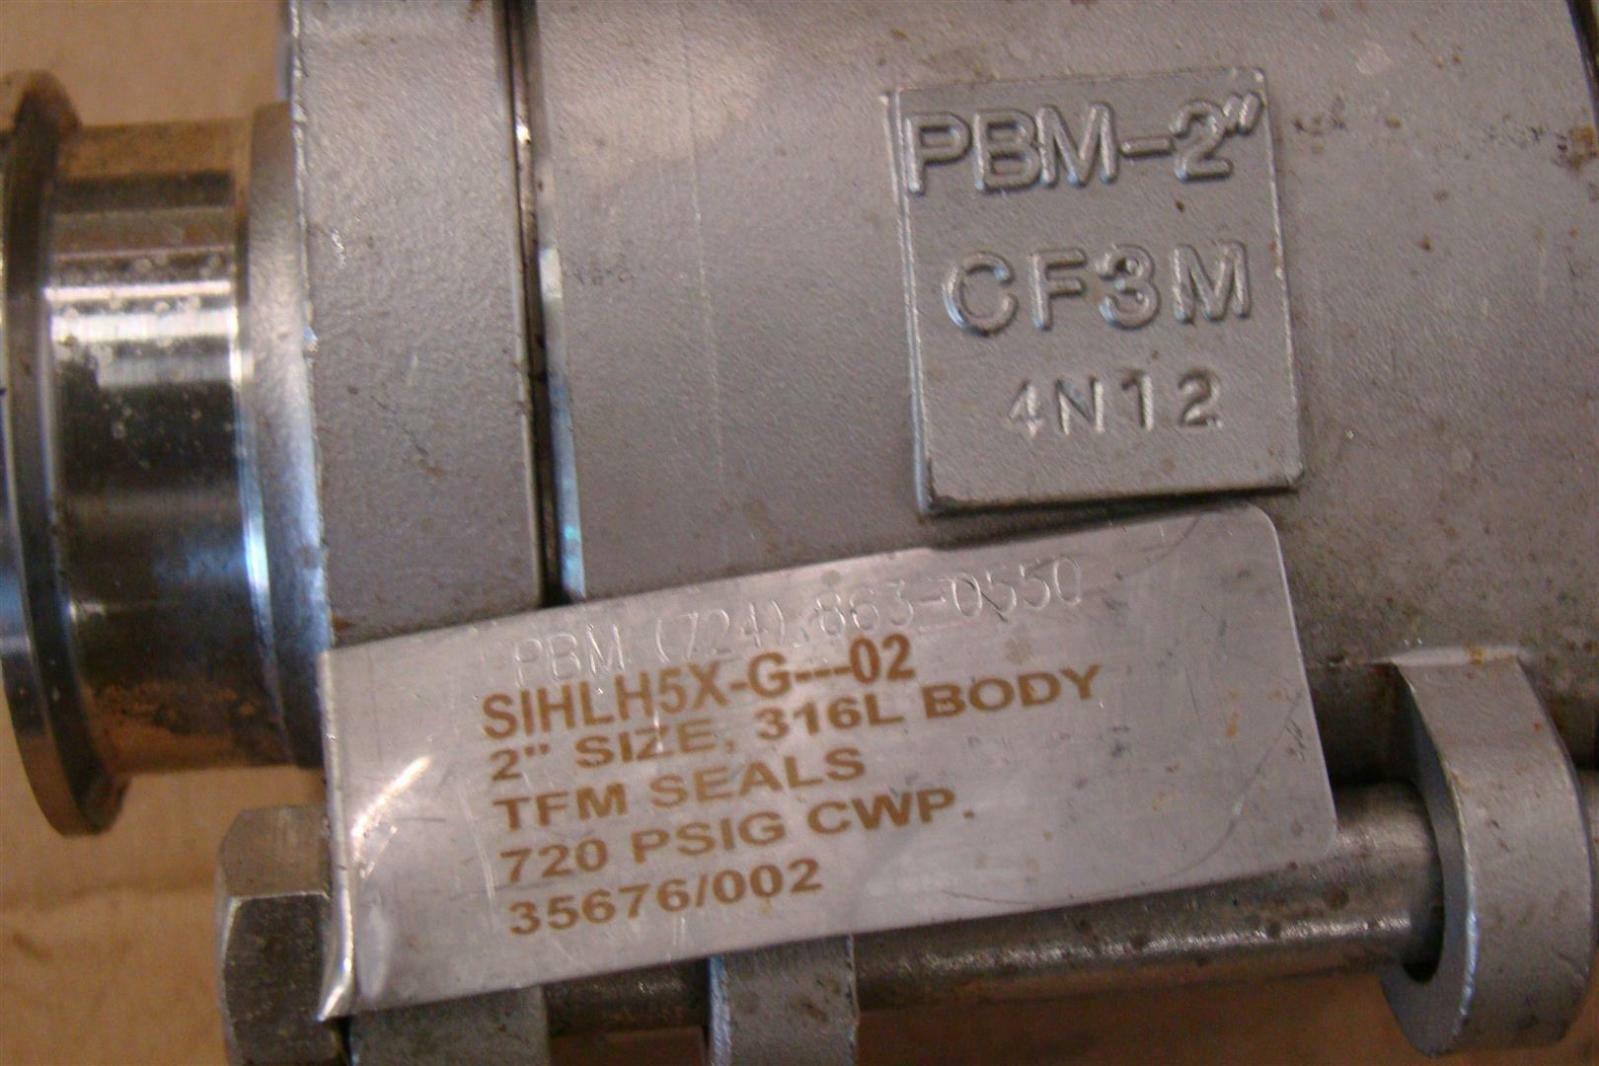 PBM-2"
CF3M
4N12
PBM (724) 863-0550
SIHLH5X-G---02
2" SIZE, 316L BODY
TFM SEALS
720 PSIG CWP.
35676/002